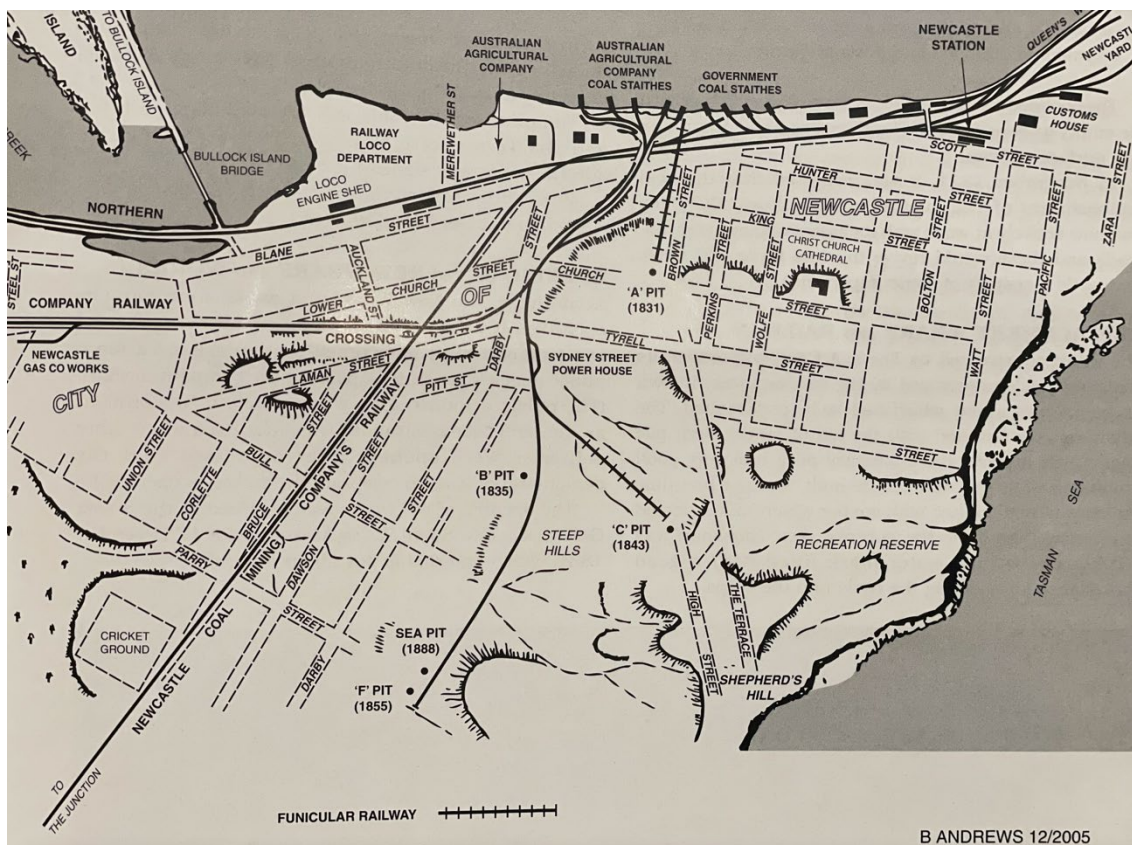 ISLAND
TO BULLOCK ISLAND
ISLAND
CREEK
BULLOCK ISLAND
BRIDGE
RAILWAY
LOCO
DEPARTMENT
LOCO
ENGINE SHED
MEREWETHER ST
AUSTRALIAN
AGRICULTURAL
COMPANY
AUSTRALIAN
AGRICULTURAL
COMPANY
COAL STAITHES
GOVERNMENT
COAL STAITHES
NEWCASTLE
STATION
QUEEN'S
NEWCASTL
YARD
CUSTOMS
HOUSE
SCOTT
STREET
HUNTER
STREET
NEWCASTLE
KING
STREET
CHRIST CHURCH
CATHEDRAL
STREET
BROWN
STREET
PERKINS
STREET
WOLFE
STREET
BOLTON
STREET
WATT
STREET
PACIFIC
STREET
ZARA
STREET
NORTHERN
STREET
BLANE
STEEL ST
AUCKLAND ST
COMPANY RAILWAY
LOWER
CHURCH
STREET
OF
STREET
DARBY
CHURCH
STREET
'A' PIT
(1831)
CROSSING
TYRELL
STREET
NEWCASTLE
GAS CO WORKS
CITY
LAMAN
STREET
PITT ST
SYDNEY STREET
POWER HOUSE
UNION STREET
CORLETTE
STREET
BULL
STREET
BRUCE
STREET
PARRY
STREET
DAWSON
STREET
DARBY
STREET
NEWCASTLE
COAL
MINING
COMPANY'S
RAILWAY
'B' PIT
(1835)
'C' PIT
(1843)
STEEP
HILLS
RECREATION RESERVE
TASMAN
SEA
CRICKET
GROUND
SEA PIT
(1888)
'F' PIT
(1855)
HIGH
STREET
THE TERRACE
SHEPHERD'S
HILL
TO
THE JUNCTION
FUNICULAR RAILWAY
B ANDREWS 12/2005